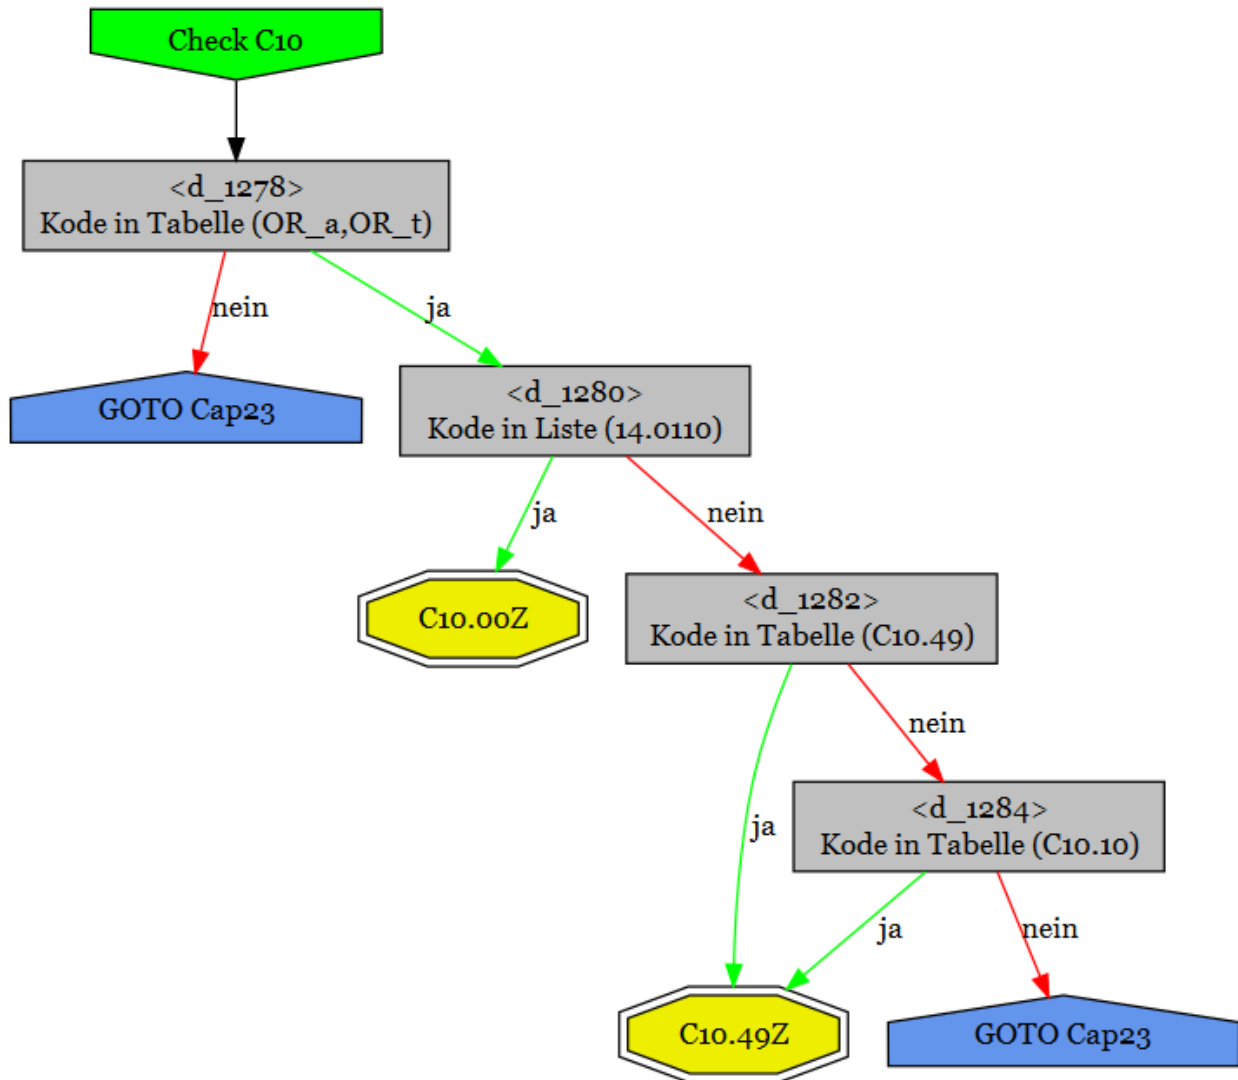 Check C10
<d_1278>
Kode in Tabelle (OR_a,OR_t)
nein
ja
GOTO Cap23
<d_1280>
Kode in Liste (14.0110)
ja
nein
C10.00Z
<d_1282>
Kode in Tabelle (C10.49)
nein
ja
<d_1284>
Kode in Tabelle (C10.10)
ja
nein
C10.49Z
GOTO Cap23